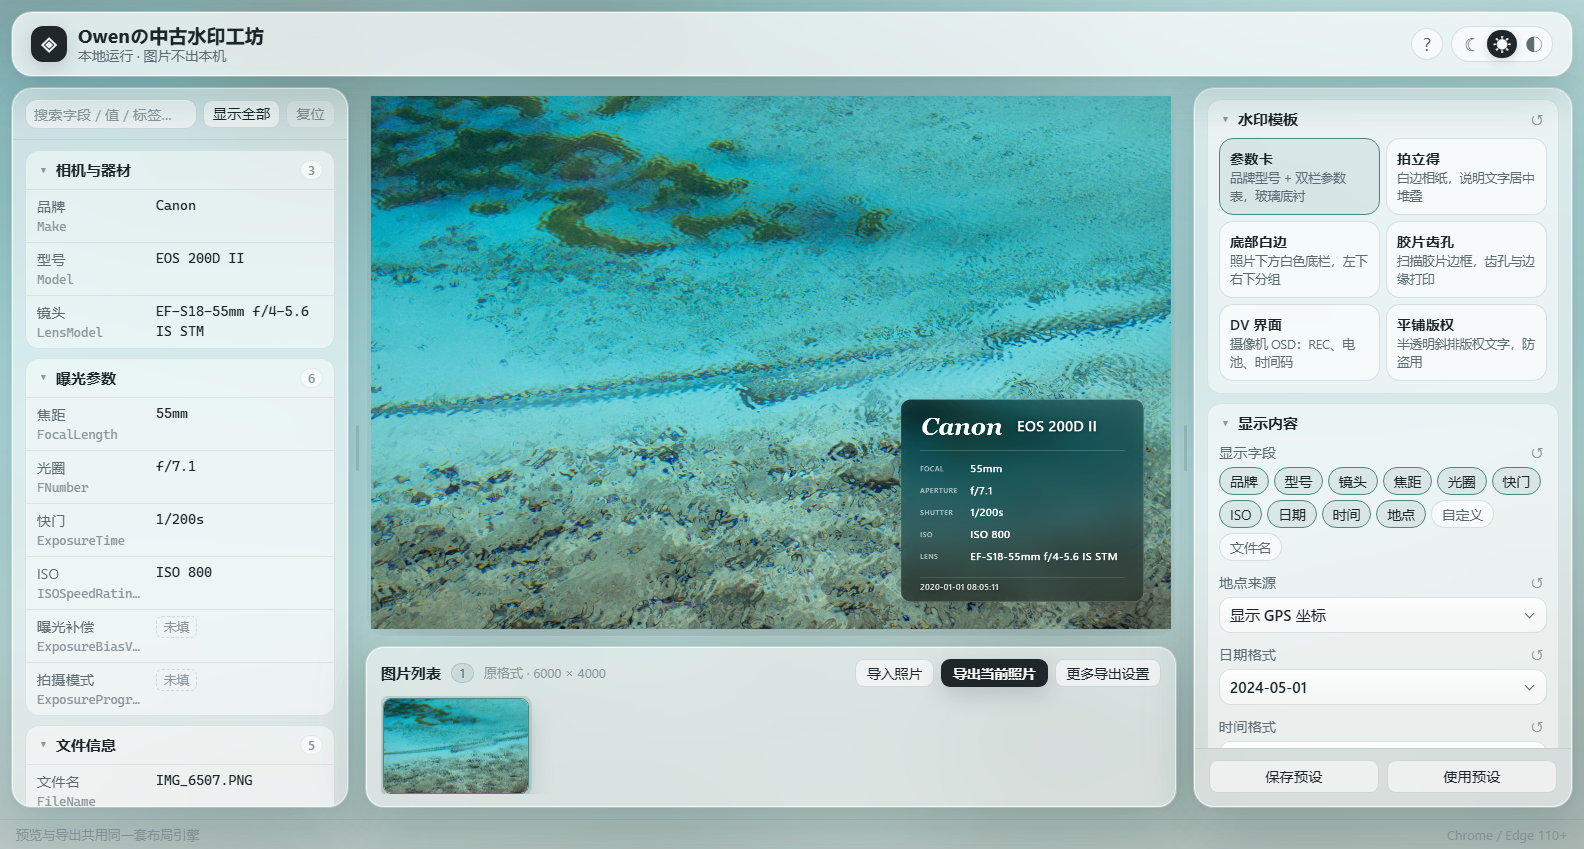 Owenの中古水印工坊
本地运行 · 图片不出本机
?
搜索字段 / 值 / 标签...
显示全部
复位
相机与器材
3
品牌
Canon
Make
型号
EOS 200D II
Model
镜头
EF-S18-55mm f/4-5.6
IS STM
LensModel
曝光参数
6
焦距
55mm
FocalLength
光圈
f/7.1
FNumber
快门
1/200s
ExposureTime
ISO
ISO 800
ISOSpeedRatin…
曝光补偿
未填
ExposureBiasV…
拍摄模式
未填
ExposureProgr…
文件信息
5
文件名
IMG_6507.PNG
FileName
Canon EOS 200D II
FOCAL 55mm
APERTURE f/7.1
SHUTTER 1/200s
ISO ISO 800
LENS EF-S18-55mm f/4-5.6 IS STM
2020-01-01 08:05:11
图片列表 1 原格式 · 6000 × 4000
导入照片
导出当前照片
更多导出设置
水印模板
参数卡
品牌型号 + 双栏参数
表，玻璃底衬
拍立得
白边相纸，说明文字居中
堆叠
底部白边
照片下方白色底栏，左下
右下分组
胶片齿孔
扫描胶片边框，齿孔与边
缘打印
DV 界面
摄像机 OSD：REC、电
池、时间码
平铺版权
半透明斜排版权文字，防
盗用
显示内容
显示字段
品牌 型号 镜头 焦距 光圈 快门
ISO 日期 时间 地点 自定义
文件名
地点来源
显示 GPS 坐标
日期格式
2024-05-01
时间格式
保存预设
使用预设
预览与导出共用同一套布局引擎
Chrome / Edge 110+